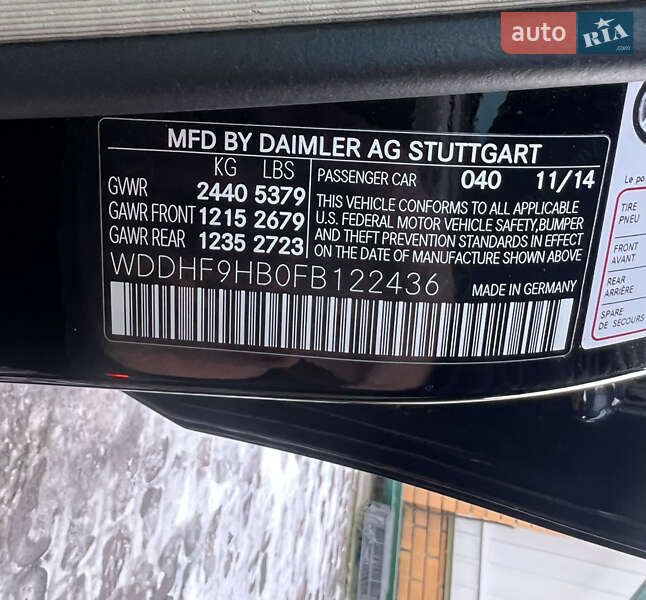 auto RIA
.com
MFD BY DAIMLER AG STUTTGART
KG LBS
GVWR 2440 5379
GAWR FRONT 1215 2679
GAWR REAR 1235 2723
PASSENGER CAR 040 11/14
THIS VEHICLE CONFORMS TO ALL APPLICABLE
U.S. FEDERAL MOTOR VEHICLE SAFETY,BUMPER
AND THEFT PREVENTION STANDARDS IN EFFECT
ON THE DATE OF MANUFACTURE SHOWN ABOVE
WDDHF9HB0FB122436 MADE IN GERMANY
Le
TIRE
PNEU
FRONT
AVANT
REAR
ARRIÈRE
SPARE
DE SECOURS